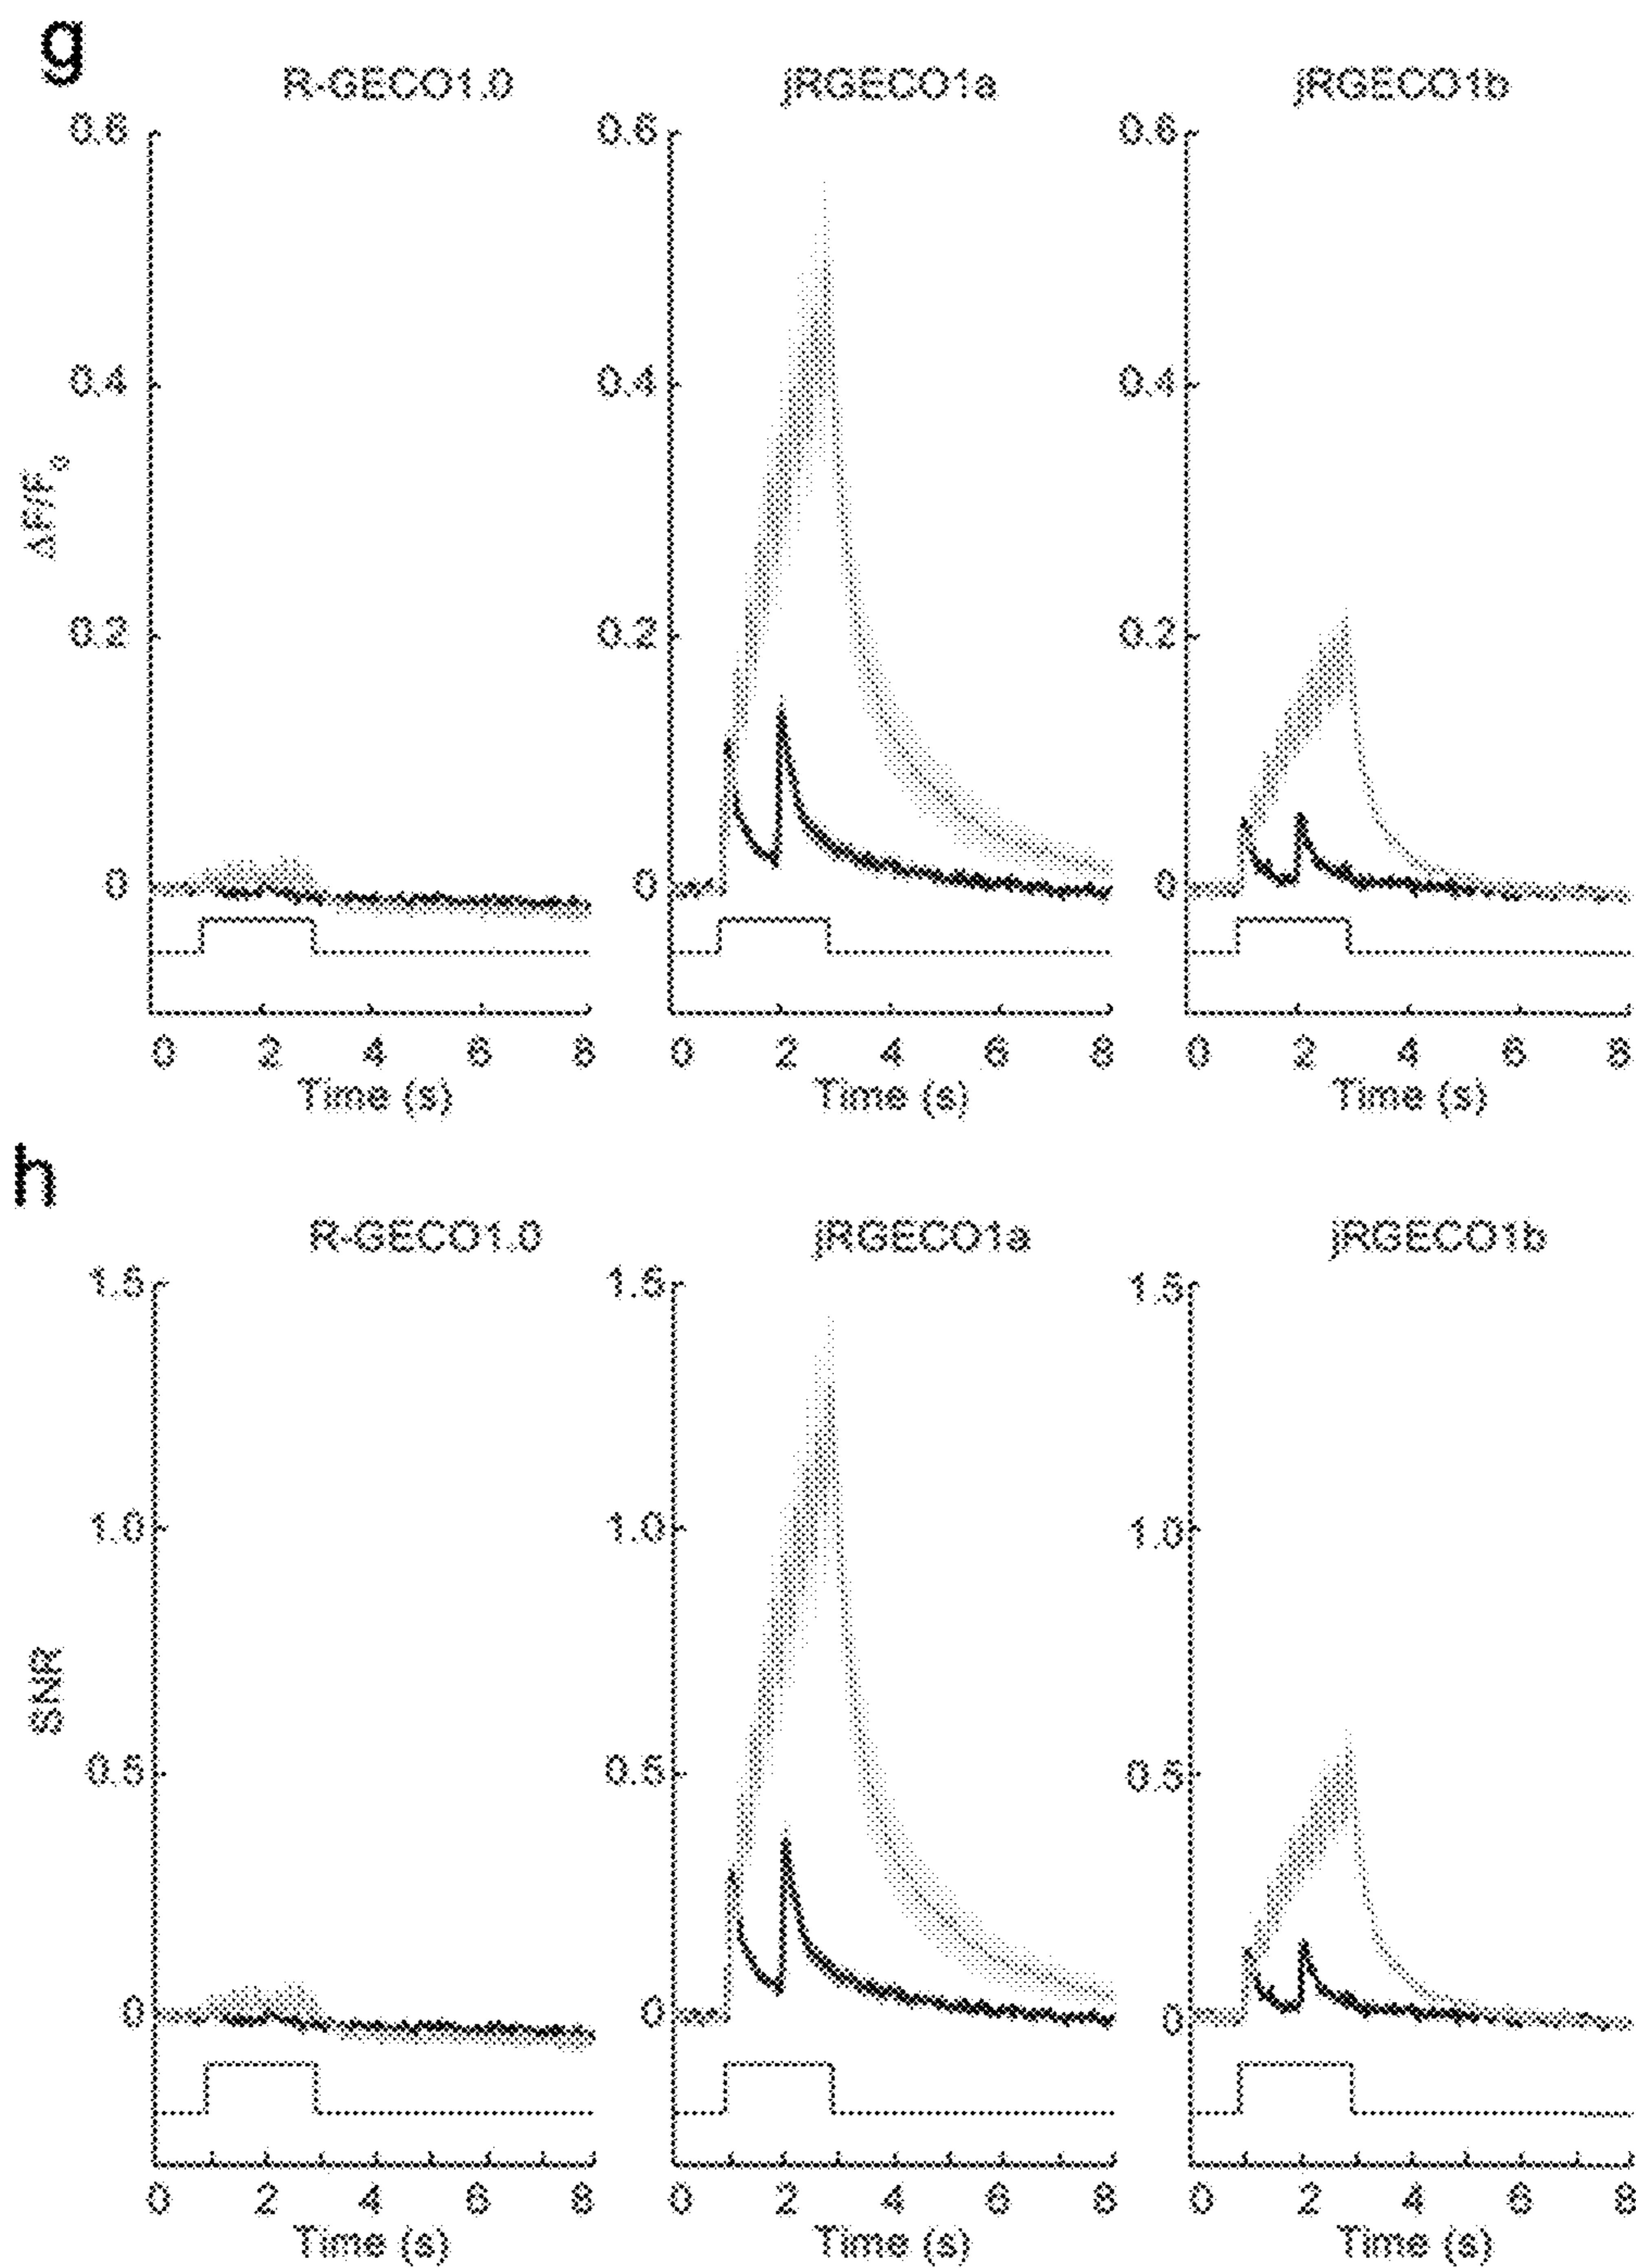 g
R-GECO1.0 jRGECO1a jRGECO1b
0.6 0.6 0.6
0.4 0.4 0.4
ΔF/F0
0.2 0.2 0.2
0 0 0
0 2 4 6 8 0 2 4 6 8 0 2 4 6 8
Time (s) Time (s) Time (s)
h
R-GECO1.0 jRGECO1a jRGECO1b
1.5 1.5 1.5
1.0 1.0 1.0
SNR
0.5 0.5 0.5
0 0 0
0 2 4 6 8 0 2 4 6 8 0 2 4 6 8
Time (s) Time (s) Time (s)